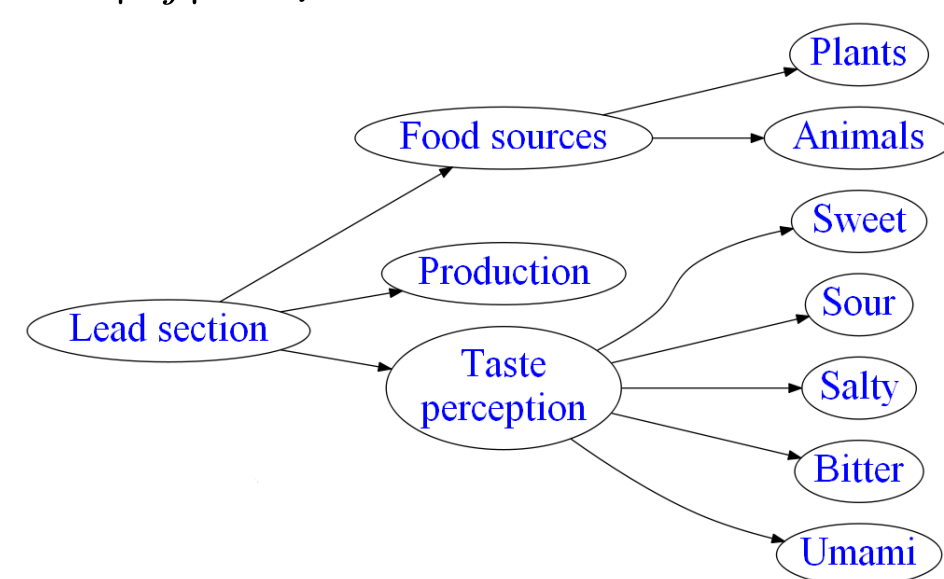 Plants
Food sources
Animals
Sweet
Production
Sour
Lead section
Taste
perception
Salty
Bitter
Umami